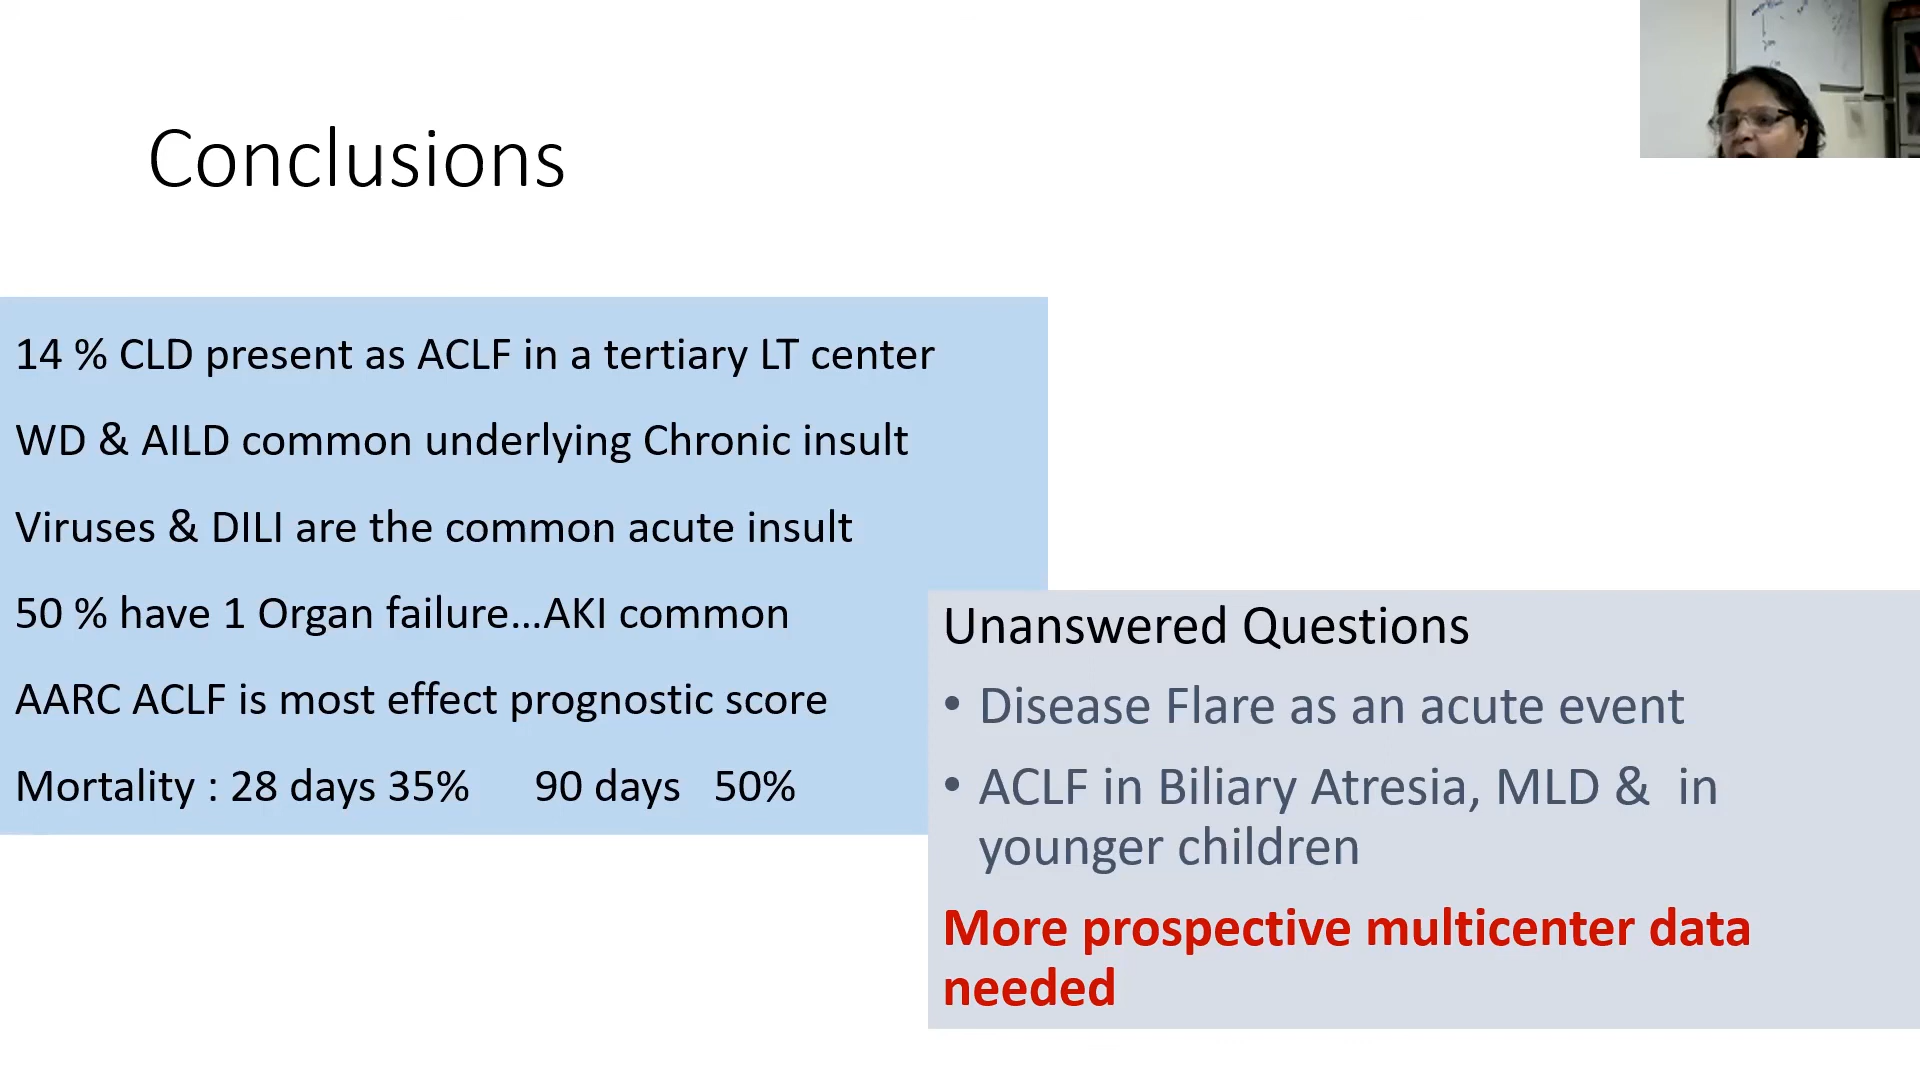 Conclusions
14 % CLD present as ACLF in a tertiary LT center
WD & AILD common underlying Chronic insult
Viruses & DILI are the common acute insult
50 % have 1 Organ failure...AKI common
AARC ACLF is most effect prognostic score
Mortality : 28 days 35% 90 days 50%
Unanswered Questions
• Disease Flare as an acute event
• ACLF in Biliary Atresia, MLD & in
younger children
More prospective multicenter data
needed